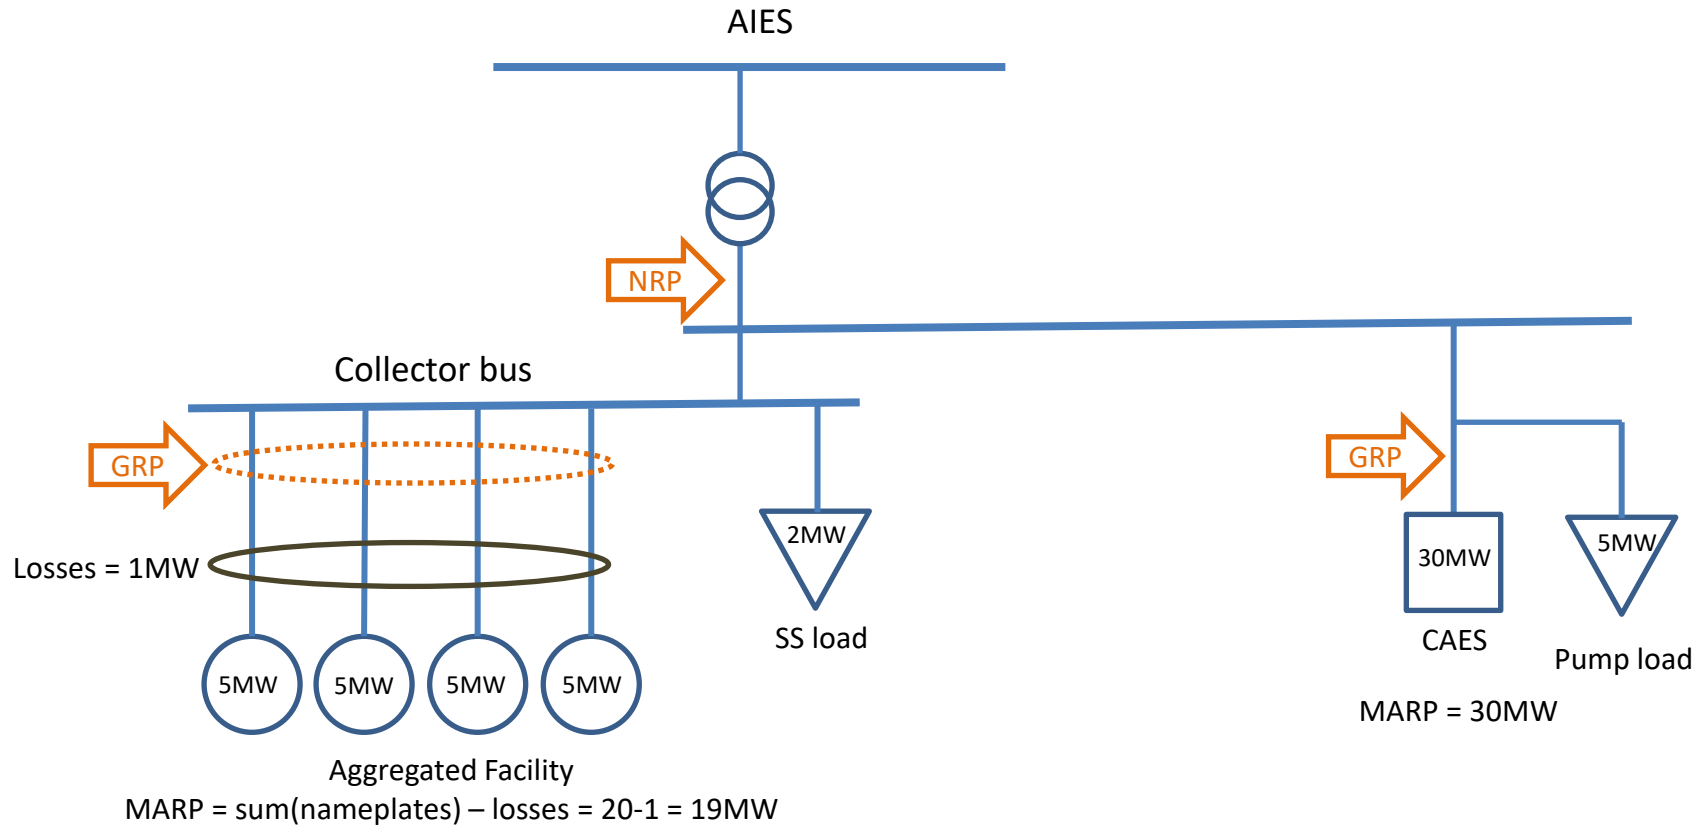 AIES
NRP
Collector bus
GRP
GRP
2MW
30MW
5MW
Losses = 1MW
SS load
CAES
Pump load
5MW
5MW
5MW
5MW
MARP = 30MW
Aggregated Facility
MARP = sum(nameplates) – losses = 20-1 = 19MW